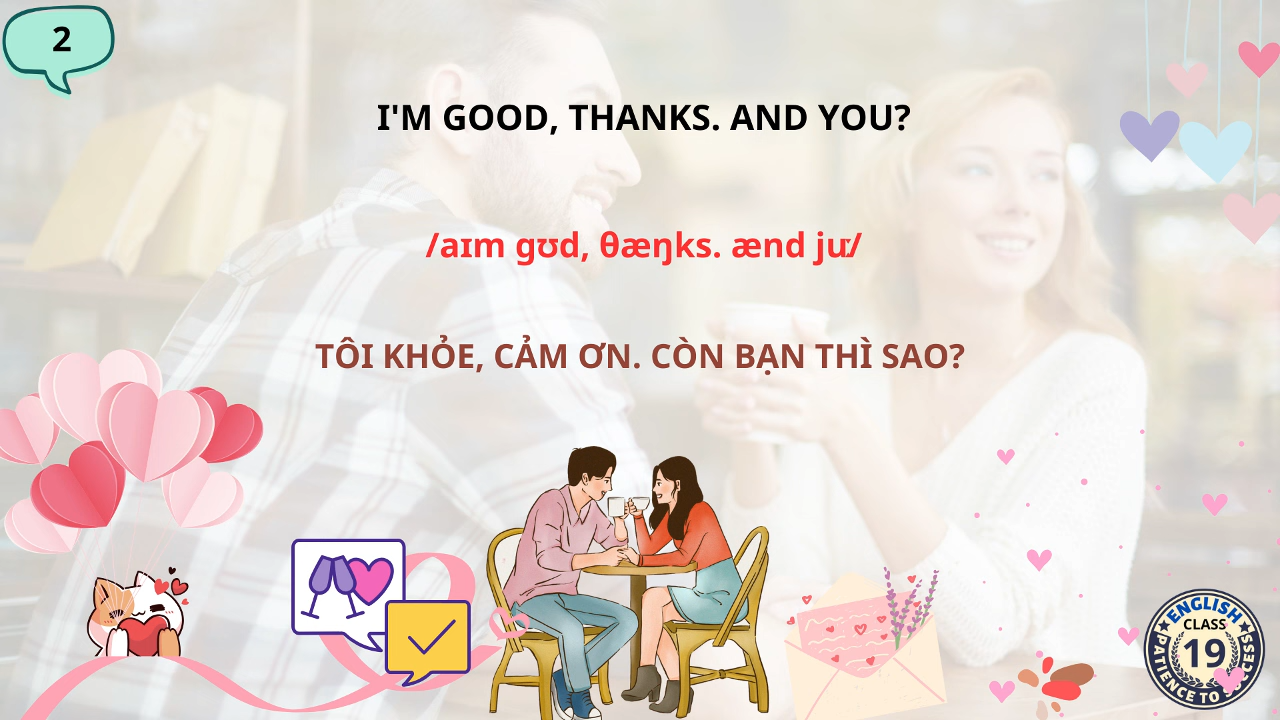 2
I'M GOOD, THANKS. AND YOU?
/aɪm gʊd, θæŋks. ænd juː/
TÔI KHỎE, CẢM ƠN. CÒN BẠN THÌ SAO?
ENGLISH
CLASS
19
PATIENCE TO SUCCESS